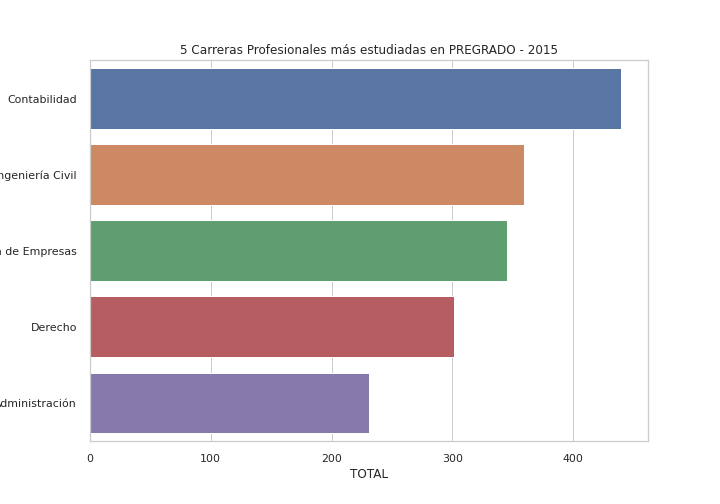 5 Carreras Profesionales más estudiadas en PREGRADO - 2015
Contabilidad
ngeniería Civil
de Empresas
Derecho
dministración
0 100 200 300 400
TOTAL